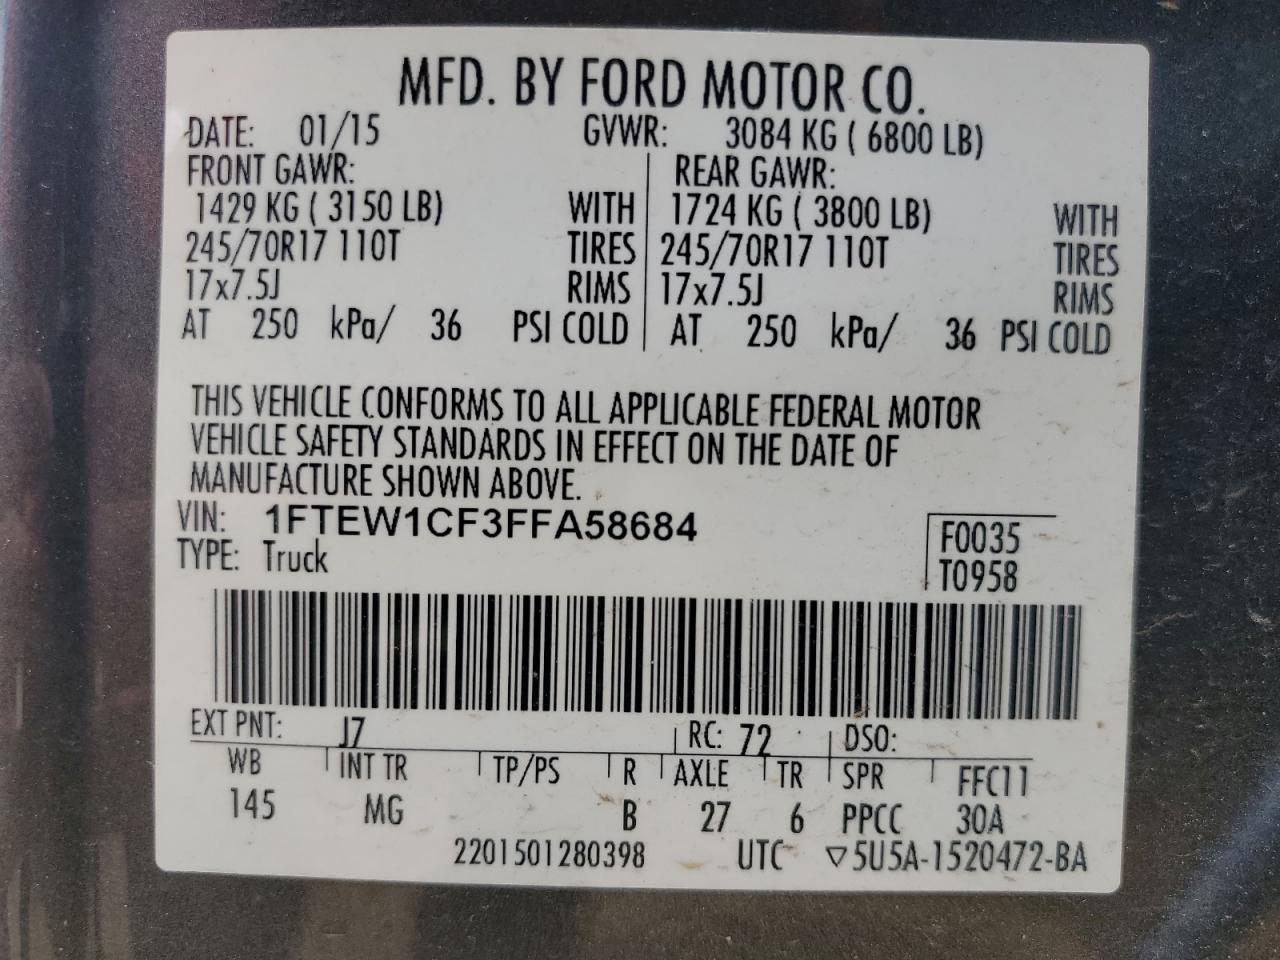 MFD. BY FORD MOTOR CO.
DATE: 01/15 GVWR: 3084 KG ( 6800 LB)
FRONT GAWR: REAR GAWR:
1429 KG ( 3150 LB) WITH 1724 KG ( 3800 LB) WITH
245/70R17 110T TIRES 245/70R17 110T TIRES
17x7.5J RIMS 17x7.5J RIMS
AT 250 kPa/ 36 PSI COLD AT 250 kPa/ 36 PSI COLD
THIS VEHICLE CONFORMS TO ALL APPLICABLE FEDERAL MOTOR
VEHICLE SAFETY STANDARDS IN EFFECT ON THE DATE OF
MANUFACTURE SHOWN ABOVE.
VIN: 1FTEW1CF3FFA58684 F0035
TYPE: Truck T0958
EXT PNT: J7 RC: 72 DSO:
WB INT TR TP/PS R AXLE TR SPR FFC11
145 MG B 27 6 PPCC 30A
2201501280398 UTC ▽5U5A-1520472-BA